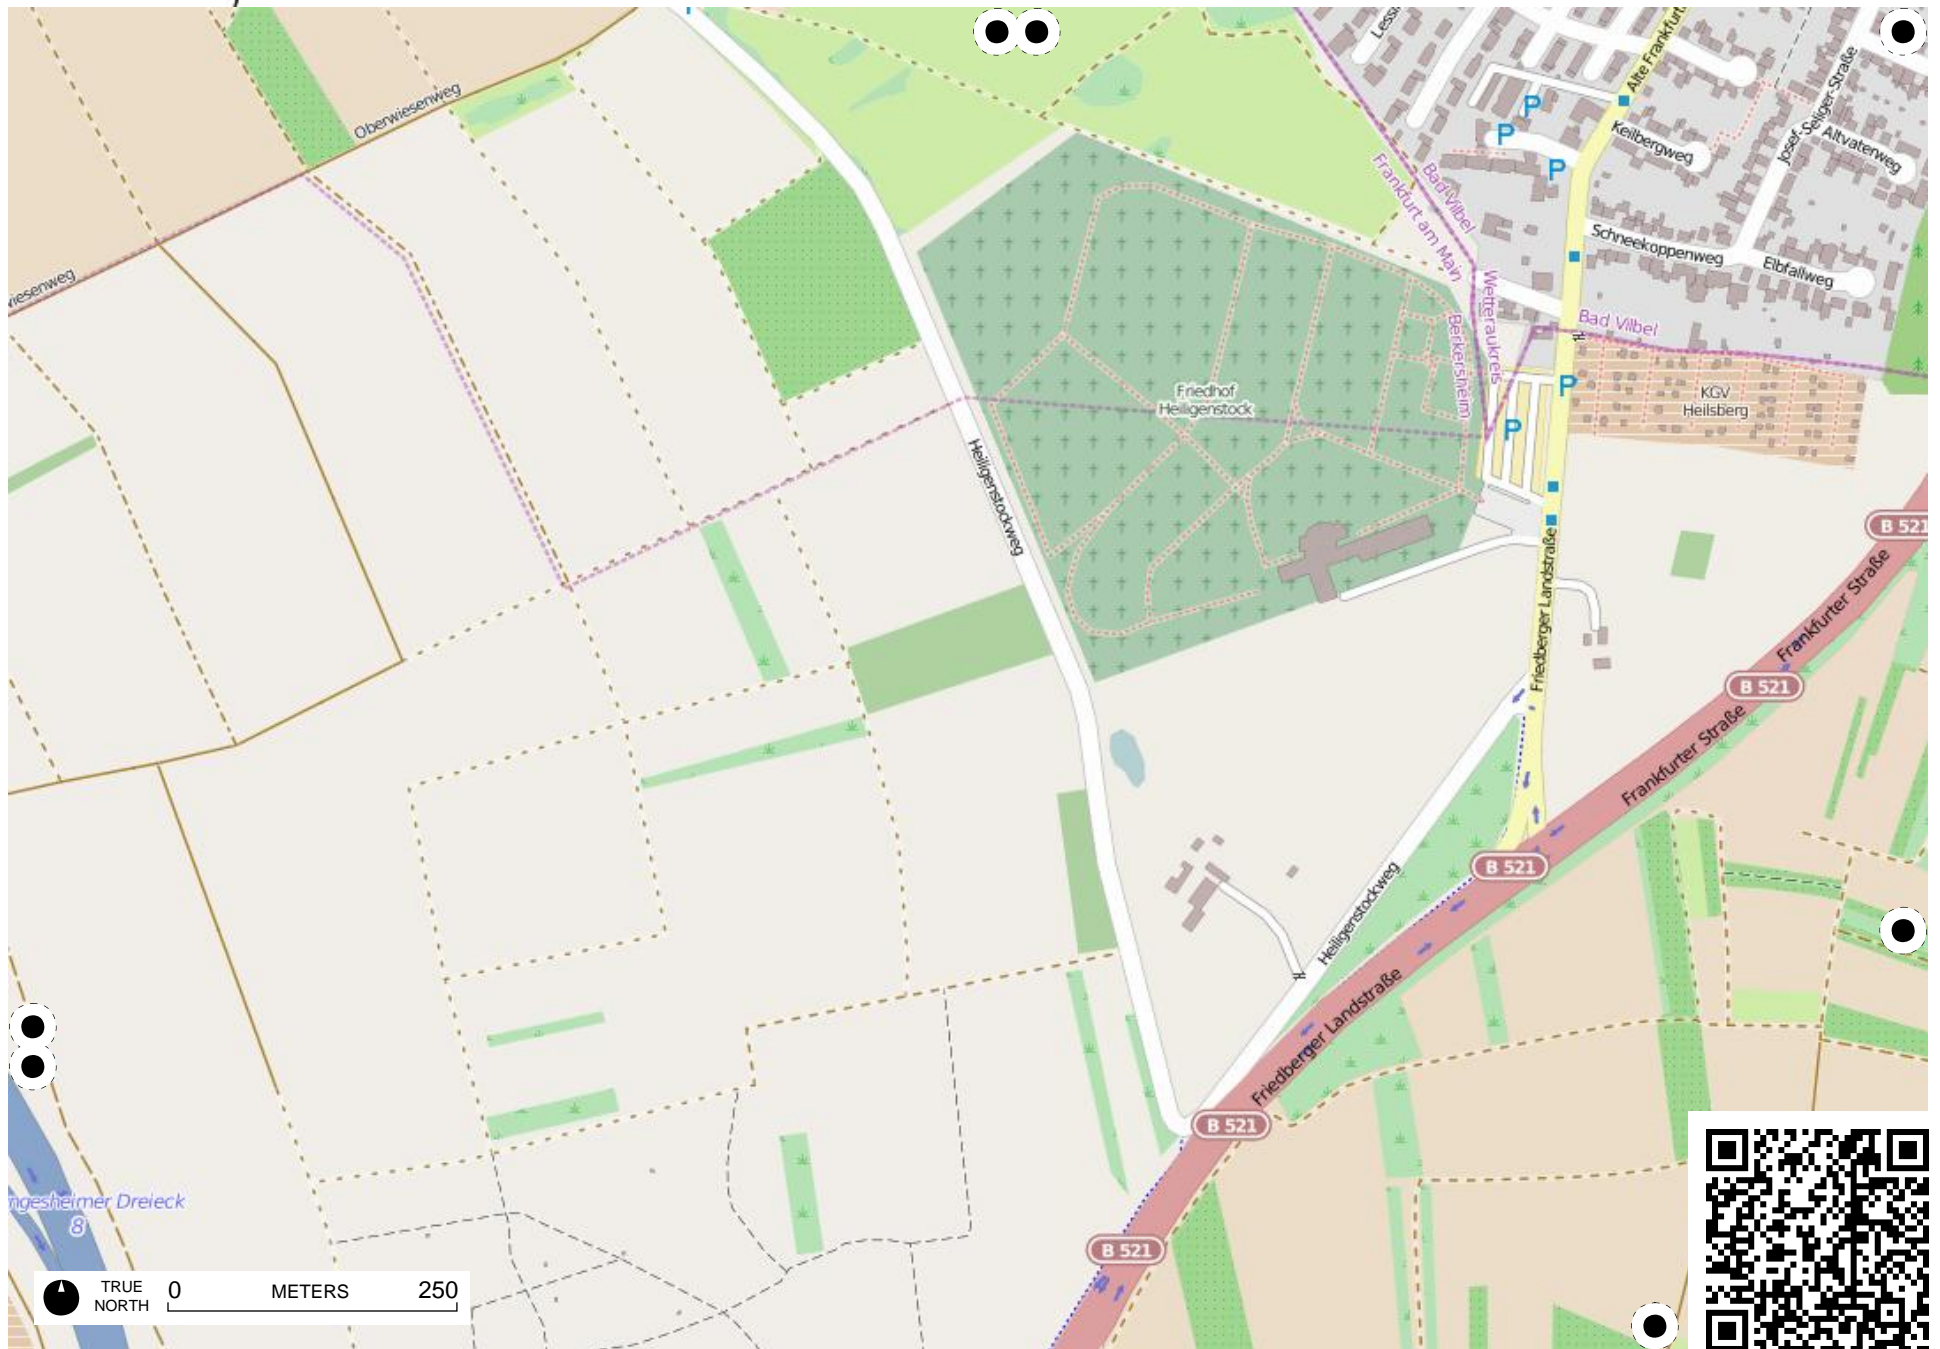 Oberwiesenweg
Alte Frankfurt
P
Keilbergweg
Josef-Seliger-Straße
Altvaterweg
P
P
Bad Vilbel
Frankfurt am Main
Schneekoppenweg
Elbfallweg
Wetteraukreis
Berkersheim
Bad Vilbel
P
KGV
Heilsberg
Friedhof
Heiligenstock
P
Heiligenstockweg
B 521
Friedberger Landstraße
Frankfurter Straße
B 521
Frankfurter Straße
B 521
Heiligenstockweg
Friedberger Landstraße
B 521
ngesheimer Dreieck
8
B 521
TRUE
NORTH
0 METERS 250